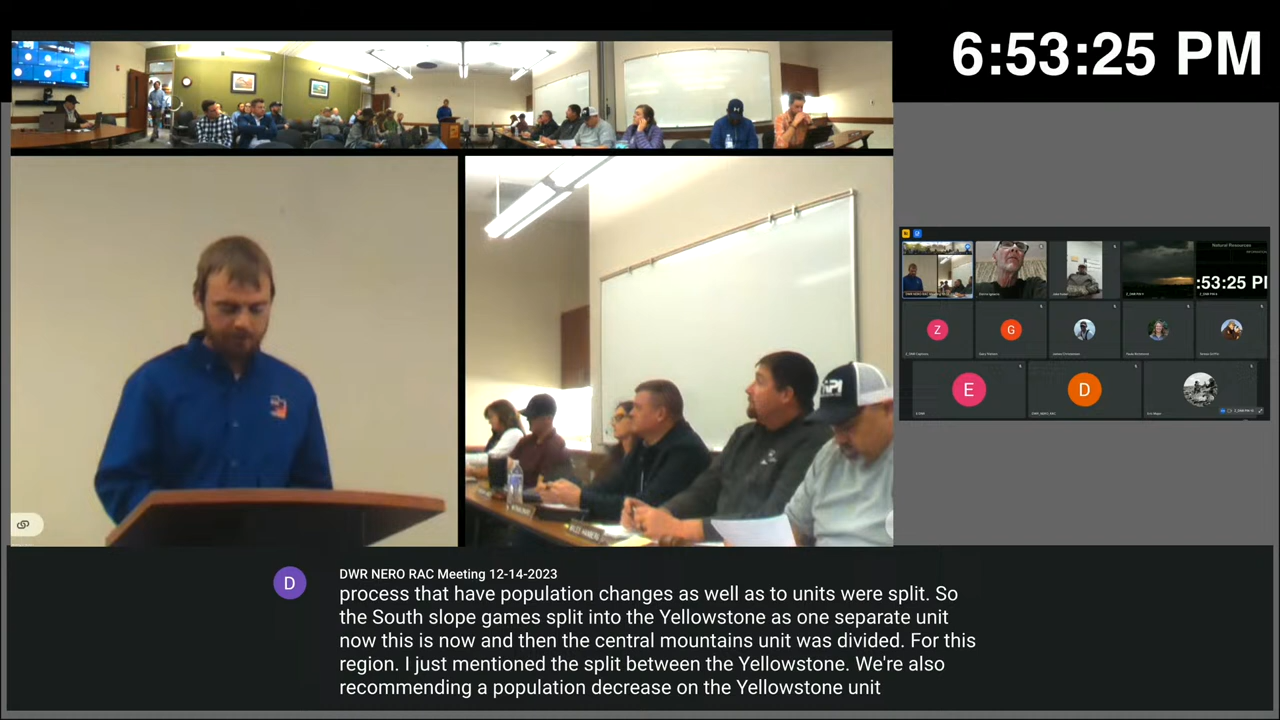 6:53:25 PM
Natural Resources
:53:25 PI
Z
G
E
D
NPI
D
DWR NERO RAC Meeting 12-14-2023
process that have population changes as well as to units were split. So
the South slope games split into the Yellowstone as one separate unit
now this is now and then the central mountains unit was divided. For this
region. I just mentioned the split between the Yellowstone. We're also
recommending a population decrease on the Yellowstone unit